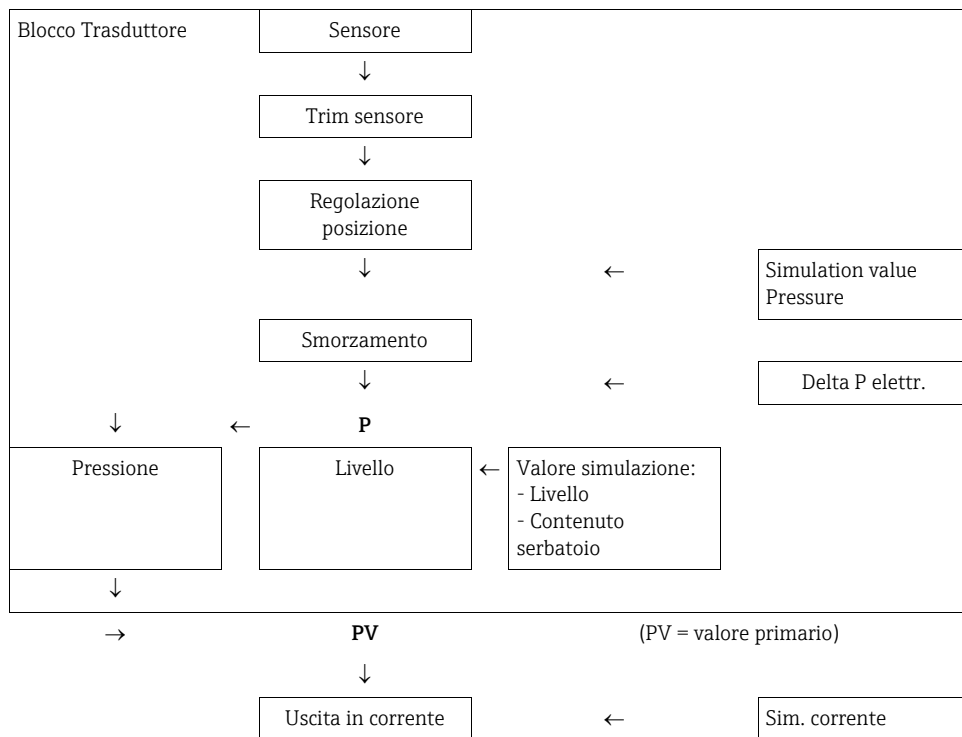 Blocco Trasduttore
Sensore
↓
Trim sensore
↓
Regolazione
posizione
↓ ← Simulation value
Pressure
Smorzamento
↓ ← Delta P elettr.
↓ ← P
Pressione
Livello
← Valore simulazione:
- Livello
- Contenuto
serbatoio
↓
→ PV (PV = valore primario)
↓
Uscita in corrente ← Sim. corrente